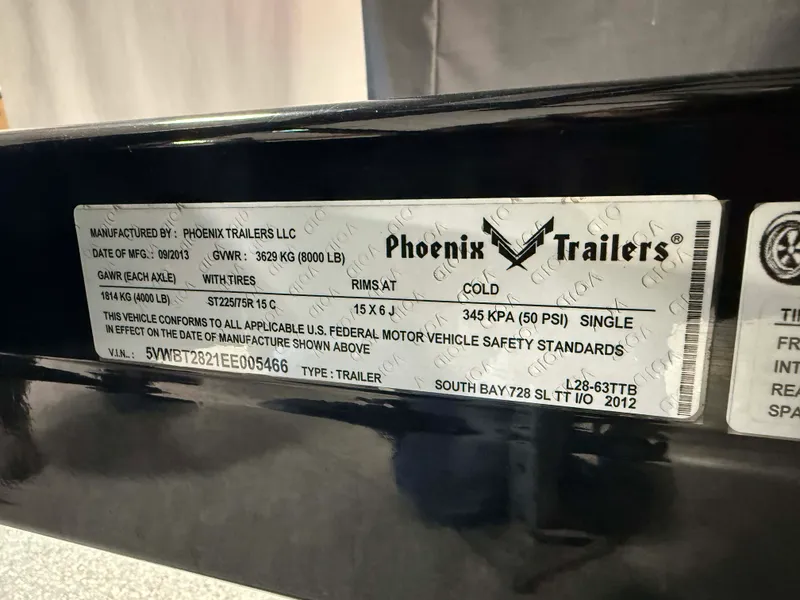 MANUFACTURED BY : PHOENIX TRAILERS LLC
DATE OF MFG. : 09/2013 GVWR : 3629 KG (8000 LB)
Phoenix Trailers®
GAWR (EACH AXLE) WITH TIRES RIMS AT COLD
1814 KG (4000 LB) ST225/75R 15 C 15 X 6 J 345 KPA (50 PSI) SINGLE
THIS VEHICLE CONFORMS TO ALL APPLICABLE U.S. FEDERAL MOTOR VEHICLE SAFETY STANDARDS
IN EFFECT ON THE DATE OF MANUFACTURE SHOWN ABOVE
V.I.N.: 5VWBT2821EE005466 TYPE : TRAILER
L28-63TTB
SOUTH BAY 728 SL TT I/O 2012